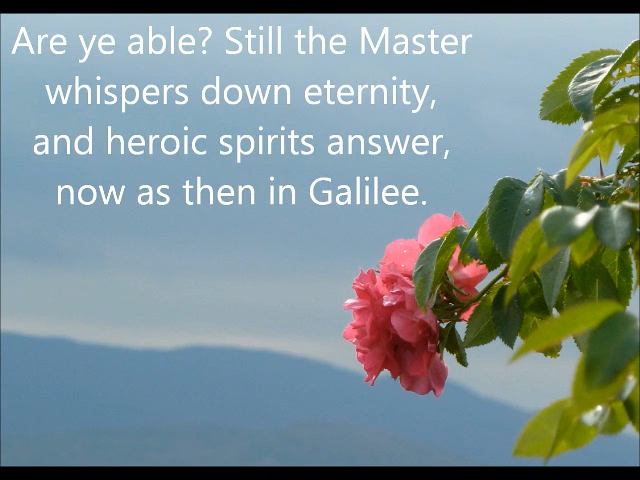 Are ye able? Still the Master
whispers down eternity,
and heroic spirits answer,
now as then in Galilee.